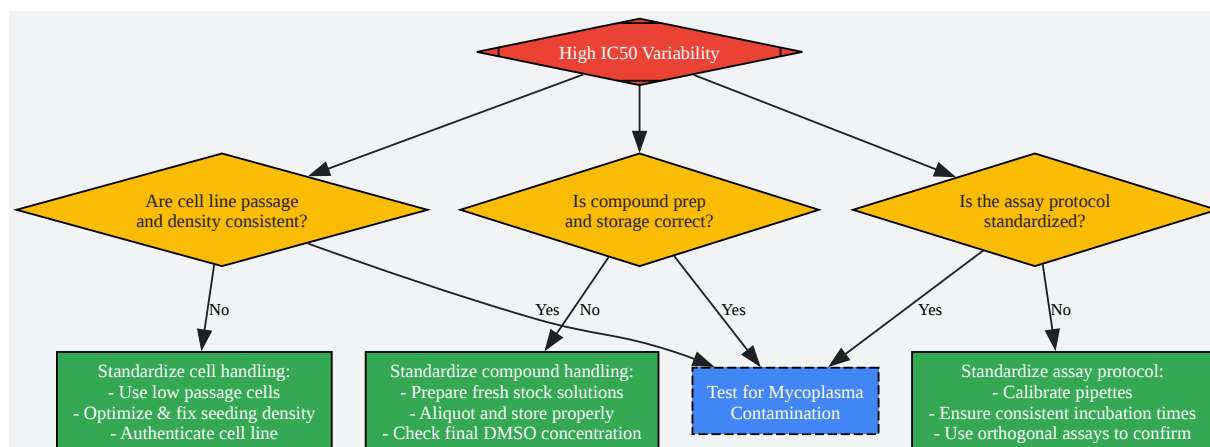 High IC50 Variability
Are cell line passage
and density consistent?
Is compound prep
and storage correct?
Is the assay protocol
standardized?
No
Yes
No
Yes
Yes
No
Standardize cell handling:
- Use low passage cells
- Optimize & fix seeding density
- Authenticate cell line
Standardize compound handling:
- Prepare fresh stock solutions
- Aliquot and store properly
- Check final DMSO concentration
Test for Mycoplasma
Contamination
Standardize assay protocol:
- Calibrate pipettes
- Ensure consistent incubation times
- Use orthogonal assays to confirm